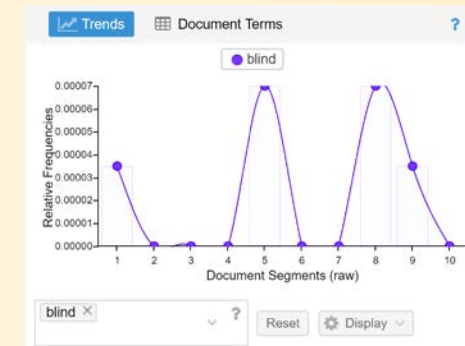 Trends Document Terms ?
blind
0.00007
0.00006
0.00005
0.00004
0.00003
0.00002
0.00001
0.00000
Relative Frequencies
1 2 3 4 5 6 7 8 9 10
Document Segments (raw)
blind × ? Reset Display